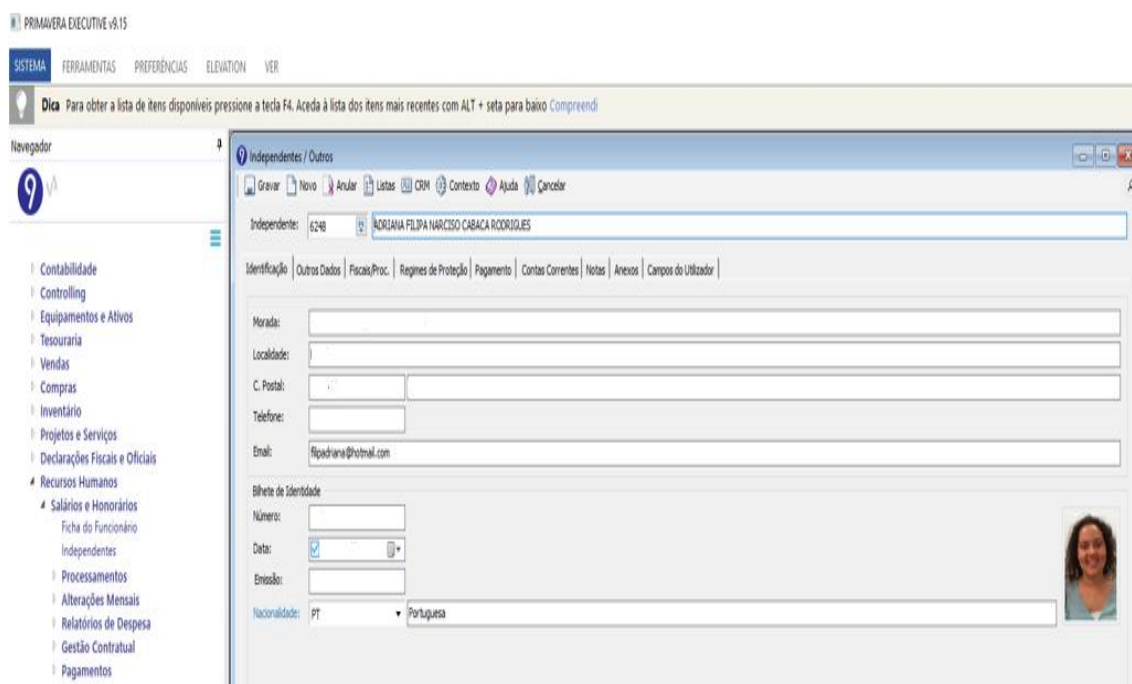 PRIMAVERA EXECUTIVE v9.15
SISTEMA FERRAMENTAS PREFERÊNCIAS ELEVATION VER
Dica Para obter a lista de itens disponíveis pressione a tecla F4. Aceda à lista dos itens mais recentes com ALT + seta para baixo Compreendi
Navegador
9
Contabilidade
Controlling
Equipamentos e Ativos
Tesouraria
Vendas
Compras
Inventário
Projetos e Serviços
Declarações Fiscais e Oficiais
Recursos Humanos
Salários e Honorários
Ficha do Funcionário
Independentes
Processamentos
Alterações Mensais
Relatórios de Despesa
Gestão Contratual
Pagamentos
9 Independentes / Outros
Gravar Novo Anular Listas CRM Contexto Ajuda Cancelar
Independente: 6248 ADRIANA FILIPA NARCISO CABACA RODRIGUES
Identificação Outros Dados Fiscais/Proc. Regimes de Proteção Pagamento Contas Correntes Notas Anexos Campos do Utilizador
Morada:
Localidade:
C. Postal:
Telefone:
Email: filipadriana@hotmail.com
Bilhete de Identidade
Número:
Data:
Emissão:
Nacionalidade: PT Portuguesa